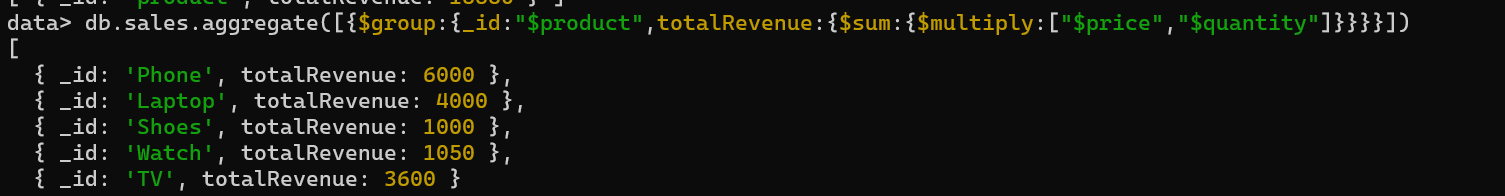 data> db.sales.aggregate([{$group:{_id:"$product",totalRevenue:{$sum:{$multiply:["$price","$quantity"]}}}}])
[
  { _id: 'Phone', totalRevenue: 6000 },
  { _id: 'Laptop', totalRevenue: 4000 },
  { _id: 'Shoes', totalRevenue: 1000 },
  { _id: 'Watch', totalRevenue: 1050 },
  { _id: 'TV', totalRevenue: 3600 }